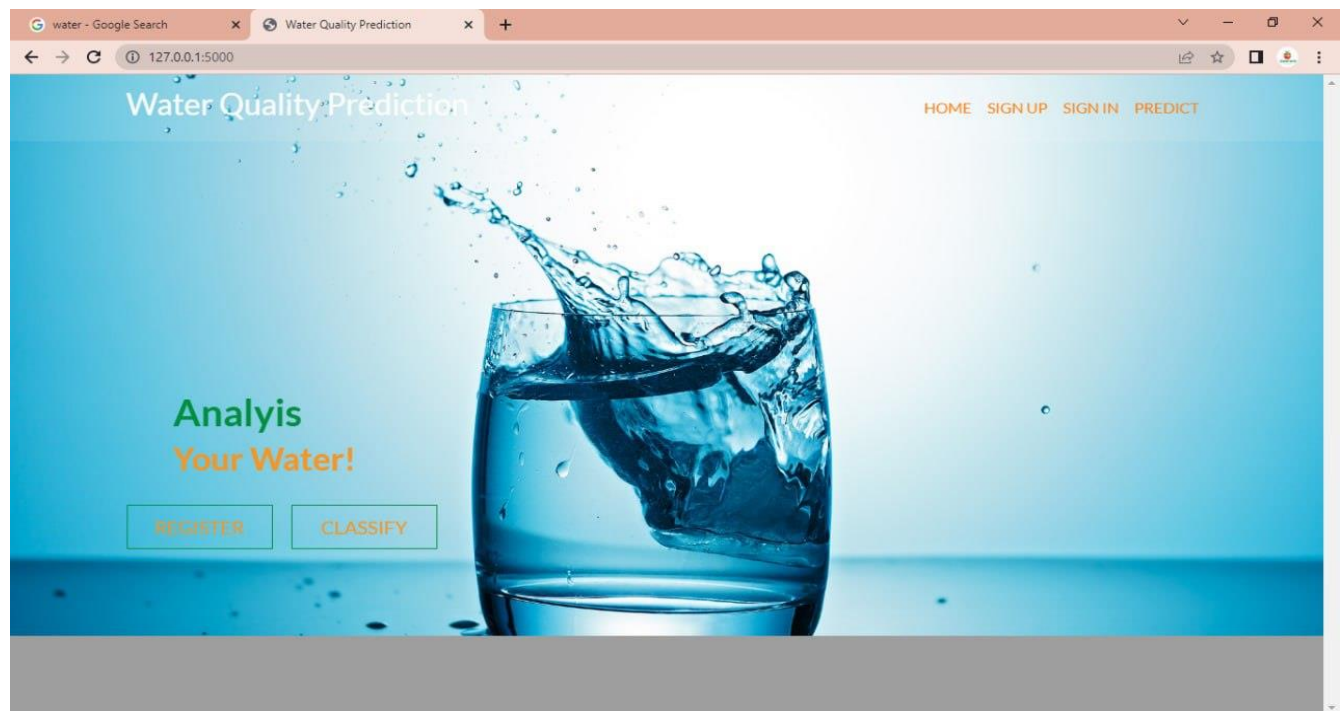 water - Google Search
Water Quality Prediction
127.0.0.1:5000
Water Quality Prediction
HOME SIGN UP SIGN IN PREDICT
Analyis
Your Water!
REGISTER CLASSIFY